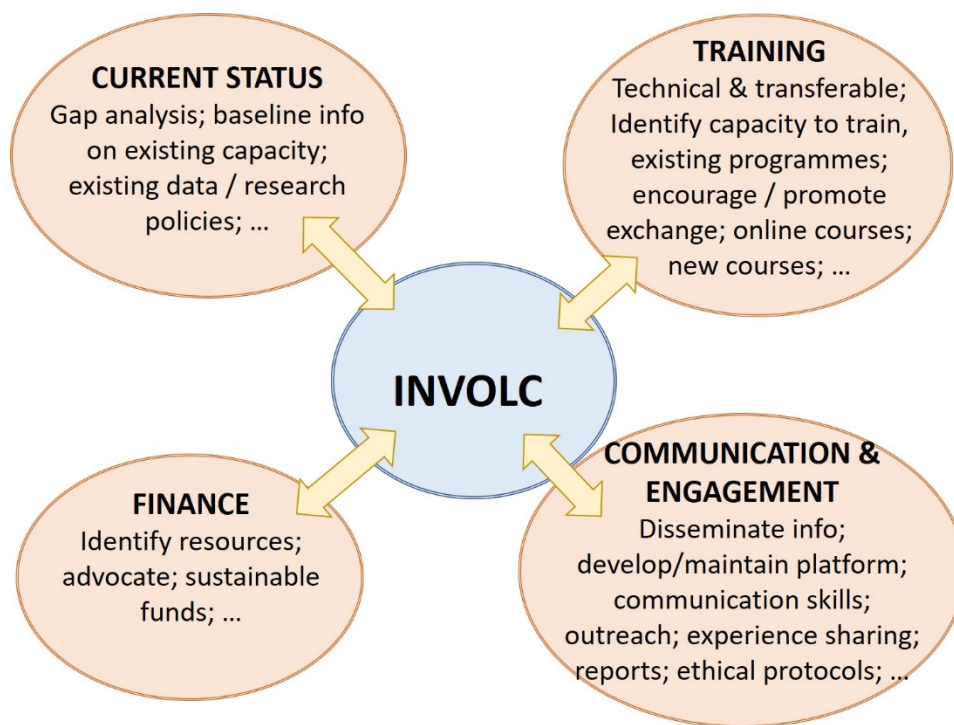 CURRENT STATUS
Gap analysis; baseline info
on existing capacity;
existing data / research
policies; ...
TRAINING
Technical & transferable;
Identify capacity to train,
existing programmes;
encourage / promote
exchange; online courses;
new courses; ...
INVOLC
FINANCE
Identify resources;
advocate; sustainable
funds; ...
COMMUNICATION &
ENGAGEMENT
Disseminate info;
develop/maintain platform;
communication skills;
outreach; experience sharing;
reports; ethical protocols; ...